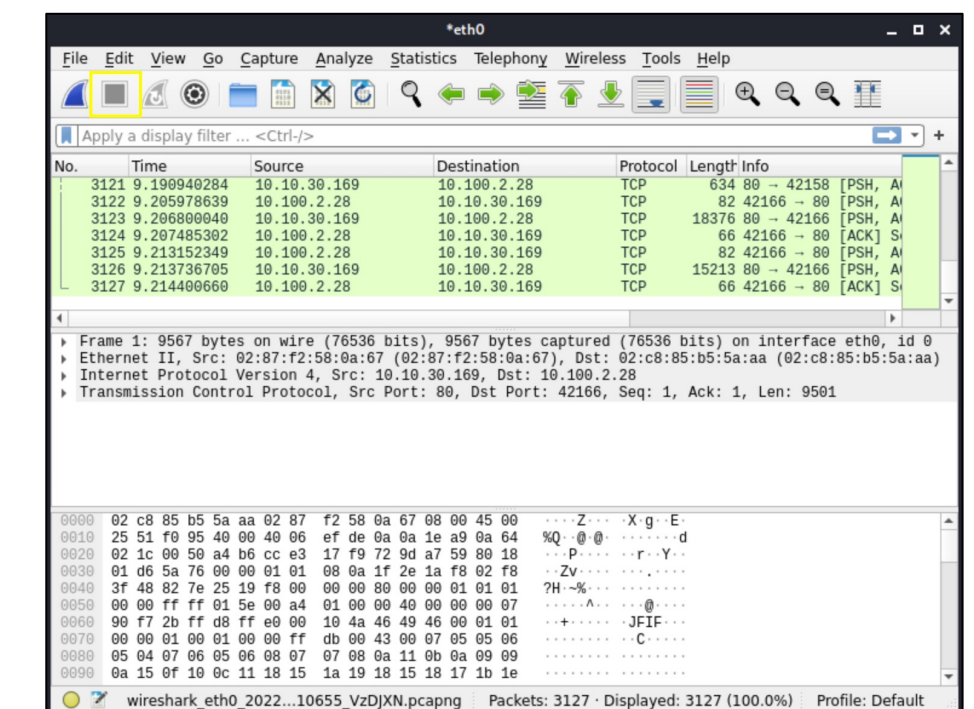 *eth0
File Edit View Go Capture Analyze Statistics Telephony Wireless Tools Help
Apply a display filter ... <Ctrl-/>
No. Time Source Destination Protocol Length Info
3121 9.190940284 10.10.30.169 10.100.2.28 TCP 634 80 → 42158 [PSH, A
3122 9.205978639 10.100.2.28 10.10.30.169 TCP 82 42166 → 80 [PSH, A
3123 9.206800040 10.10.30.169 10.100.2.28 TCP 18376 80 → 42166 [PSH, A
3124 9.207485302 10.100.2.28 10.10.30.169 TCP 66 42166 → 80 [ACK] S
3125 9.213152349 10.100.2.28 10.10.30.169 TCP 82 42166 → 80 [PSH, A
3126 9.213736705 10.10.30.169 10.100.2.28 TCP 15213 80 → 42166 [PSH, A
3127 9.214400660 10.100.2.28 10.10.30.169 TCP 66 42166 → 80 [ACK] S
Frame 1: 9567 bytes on wire (76536 bits), 9567 bytes captured (76536 bits) on interface eth0, id 0
Ethernet II, Src: 02:87:f2:58:0a:67 (02:87:f2:58:0a:67), Dst: 02:c8:85:b5:5a:aa (02:c8:85:b5:5a:aa)
Internet Protocol Version 4, Src: 10.10.30.169, Dst: 10.100.2.28
Transmission Control Protocol, Src Port: 80, Dst Port: 42166, Seq: 1, Ack: 1, Len: 9501
0000 02 c8 85 b5 5a aa 02 87 f2 58 0a 67 08 00 45 00 ····Z··· ·X·g··E·
0010 25 51 f0 95 40 00 40 06 ef de 0a 0a 1e a9 0a 64 %Q··@·@· ·······d
0020 02 1c 00 50 a4 b6 cc e3 17 f9 72 9d a7 59 80 18 ···P···· ··r··Y··
0030 01 d6 5a 76 00 00 01 01 08 0a 1f 2e 1a f8 02 f8 ··Zv···· ···.····
0040 3f 48 82 7e 25 19 f8 00 00 00 80 00 00 01 01 01 ?H·~%··· ········
0050 00 00 ff ff 01 5e 00 a4 01 00 00 40 00 00 00 07 ·····^·· ···@····
0060 90 f7 2b ff d8 ff e0 00 10 4a 46 49 46 00 01 01 ··+····· ·JFIF···
0070 00 00 01 00 01 00 00 ff db 00 43 00 07 05 05 06 ········ ··C·····
0080 05 04 07 06 05 06 08 07 07 08 0a 11 0b 0a 09 09 ········ ········
0090 0a 15 0f 10 0c 11 18 15 1a 19 18 15 18 17 1b 1e ········ ········
wireshark_eth0_2022...10655_VzDJXN.pcapng Packets: 3127 · Displayed: 3127 (100.0%) Profile: Default